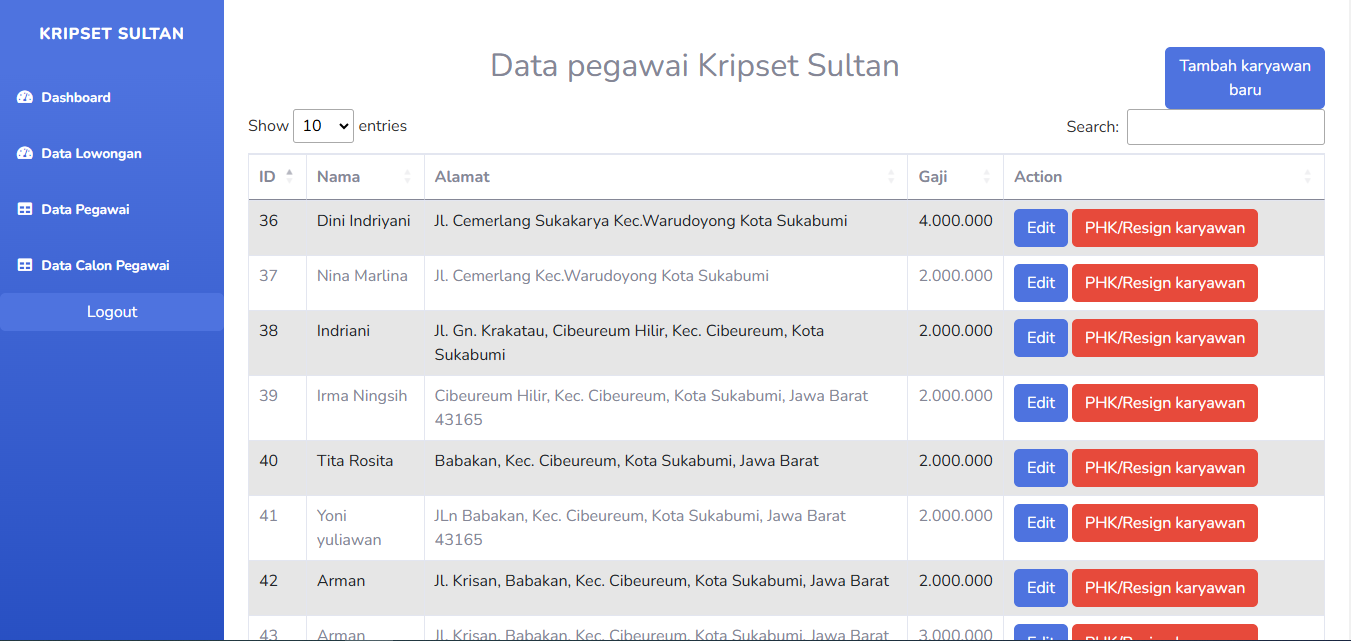 KRIPSET SULTAN
Dashboard
Data Lowongan
Data Pegawai
Data Calon Pegawai
Logout
Data pegawai Kripset Sultan
Tambah karyawan
baru
Show 10 entries
Search:
ID Nama Alamat Gaji Action
36 Dini Indriyani Jl. Cemerlang Sukakarya Kec.Warudoyong Kota Sukabumi 4.000.000 Edit PHK/Resign karyawan
37 Nina Marlina Jl. Cemerlang Kec.Warudoyong Kota Sukabumi 2.000.000 Edit PHK/Resign karyawan
38 Indriani Jl. Gn. Krakatau, Cibeureum Hilir, Kec. Cibeureum, Kota 2.000.000 Edit PHK/Resign karyawan
Sukabumi
39 Irma Ningsih Cibeureum Hilir, Kec. Cibeureum, Kota Sukabumi, Jawa Barat 2.000.000 Edit PHK/Resign karyawan
43165
40 Tita Rosita Babakan, Kec. Cibeureum, Kota Sukabumi, Jawa Barat 2.000.000 Edit PHK/Resign karyawan
41 Yoni JLn Babakan, Kec. Cibeureum, Kota Sukabumi, Jawa Barat 2.000.000 Edit PHK/Resign karyawan
yuliawan 43165
42 Arman Jl. Krisan, Babakan, Kec. Cibeureum, Kota Sukabumi, Jawa Barat 2.000.000 Edit PHK/Resign karyawan
43 Arman Jl. Krisan, Babakan, Kec. Cibeureum, Kota Sukabumi, Jawa Barat 3.000.000 Edit PHK/Resign karyawan